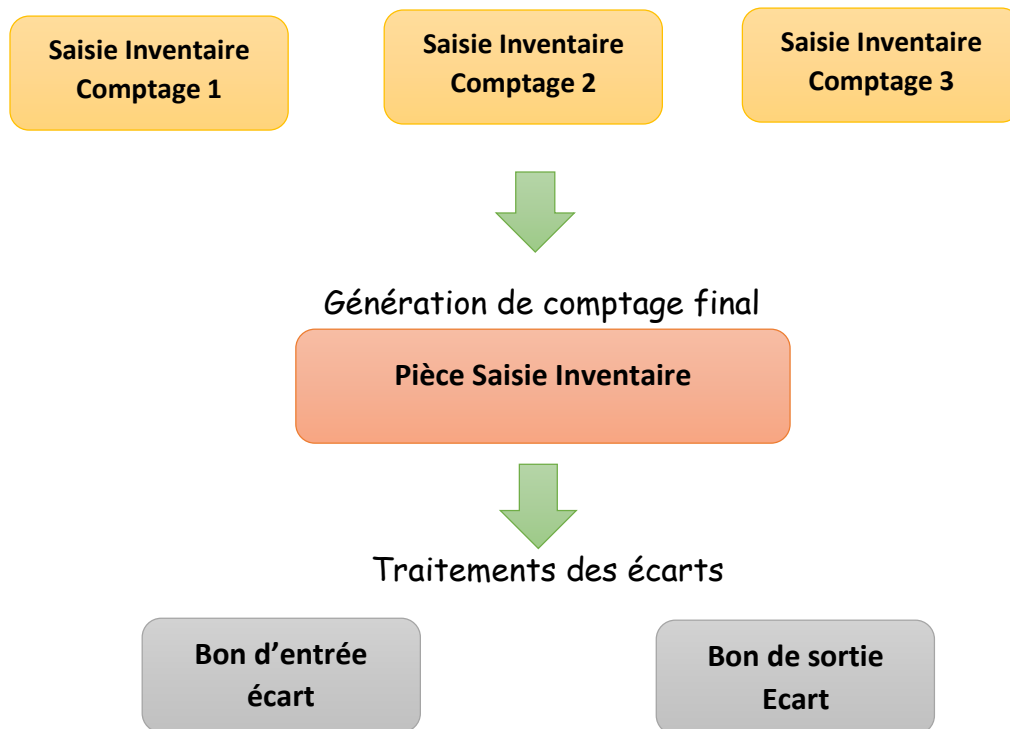 Saisie Inventaire
Comptage 1
Saisie Inventaire
Comptage 2
Saisie Inventaire
Comptage 3
Génération de comptage final
Pièce Saisie Inventaire
Traitements des écarts
Bon d’entrée
écart
Bon de sortie
Ecart